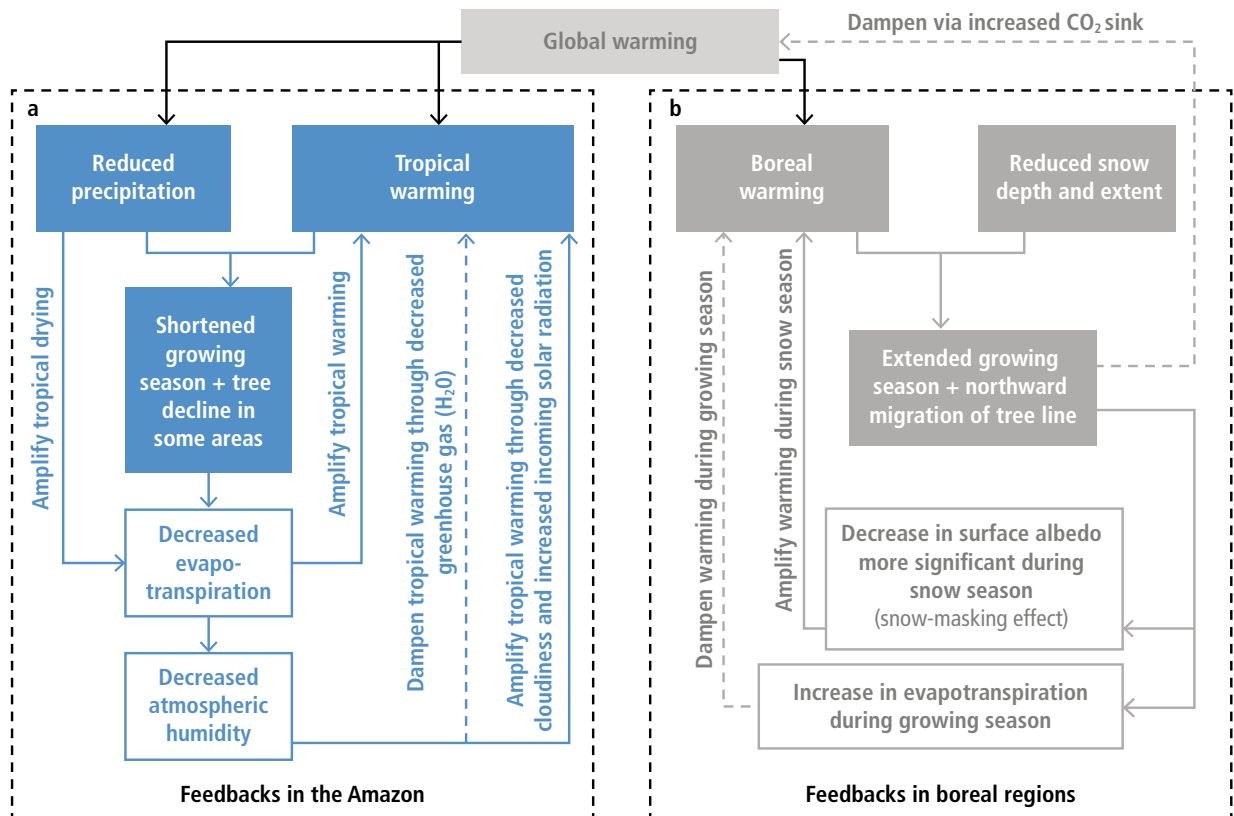 Global warming
Dampen via increased CO₂ sink
a
Reduced
precipitation
Tropical
warming
Amplify tropical drying
Shortened
growing
season + tree
decline in
some areas
Amplify tropical warming
Dampen tropical warming through decreased
greenhouse gas (H₂0)
Amplify tropical warming through decreased
cloudiness and increased incoming solar radiation
Decreased
evapo-
transpiration
Decreased
atmospheric
humidity
Feedbacks in the Amazon
b
Boreal
warming
Reduced snow
depth and extent
Dampen warming during growing season
Amplify warming during snow season
Extended growing
season + northward
migration of tree line
Decrease in surface albedo
more significant during
snow season
(snow-masking effect)
Increase in evapotranspiration
during growing season
Feedbacks in boreal regions